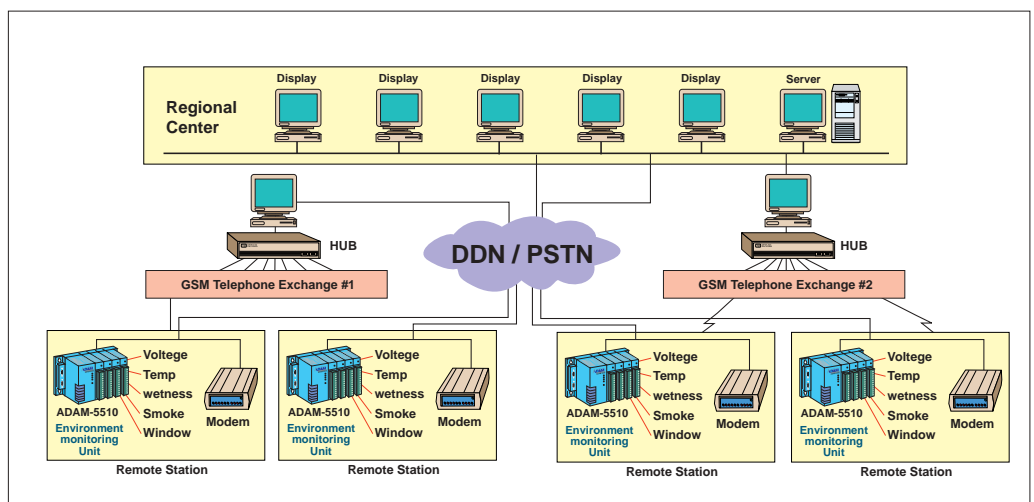 Display
Display
Display
Display
Display
Server
Regional
Center
HUB
HUB
DDN / PSTN
GSM Telephone Exchange #1
GSM Telephone Exchange #2
Voltege
Temp
wetness
Smoke
Window
ADAM-5510
Environment
monitoring
Unit
Modem
Remote Station
Voltege
Temp
wetness
Smoke
Window
ADAM-5510
Environment
monitoring
Unit
Modem
Remote Station
Voltege
Temp
wetness
Smoke
Window
ADAM-5510
Environment
monitoring
Unit
Modem
Remote Station
Voltege
Temp
wetness
Smoke
Window
ADAM-5510
Environment
monitoring
Unit
Modem
Remote Station